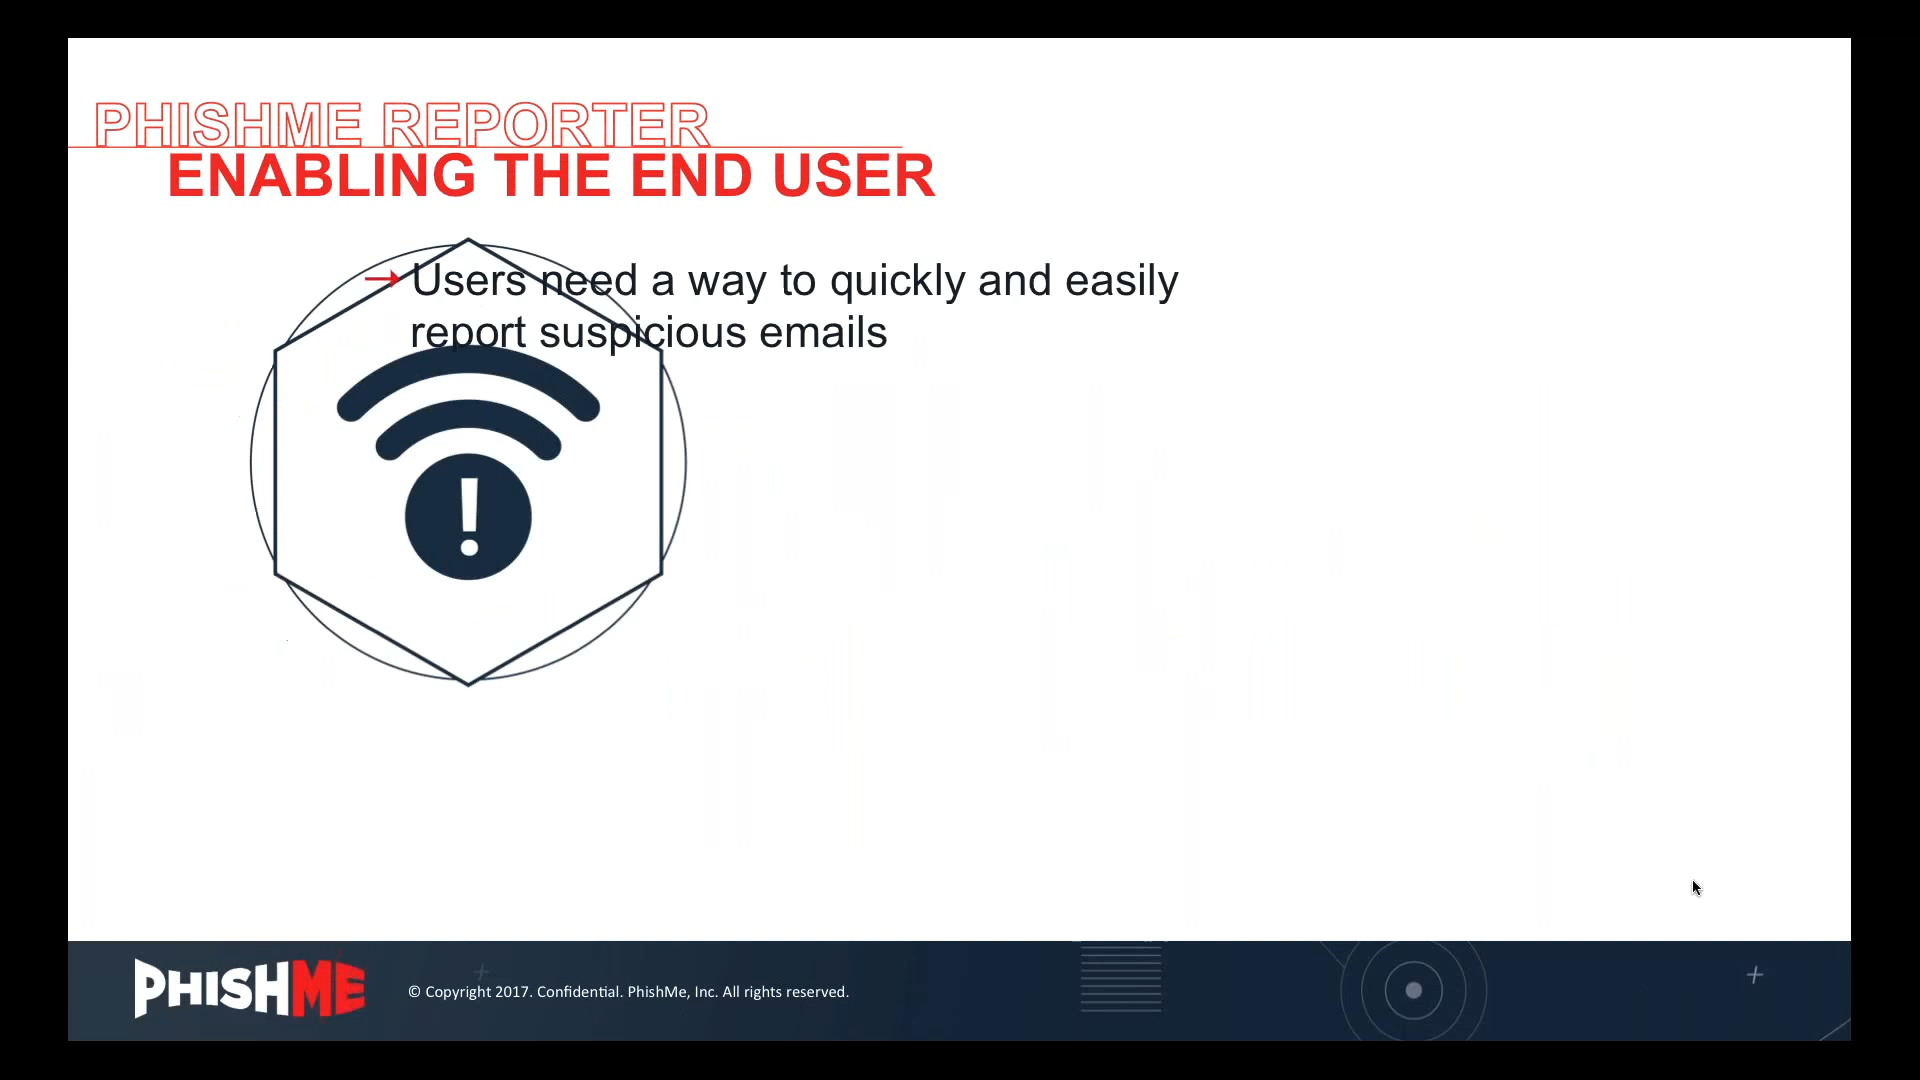 PHISHME REPORTER
ENABLING THE END USER
→ Users need a way to quickly and easily
report suspicious emails
!
PHISHME
© Copyright 2017. Confidential. PhishMe, Inc. All rights reserved.